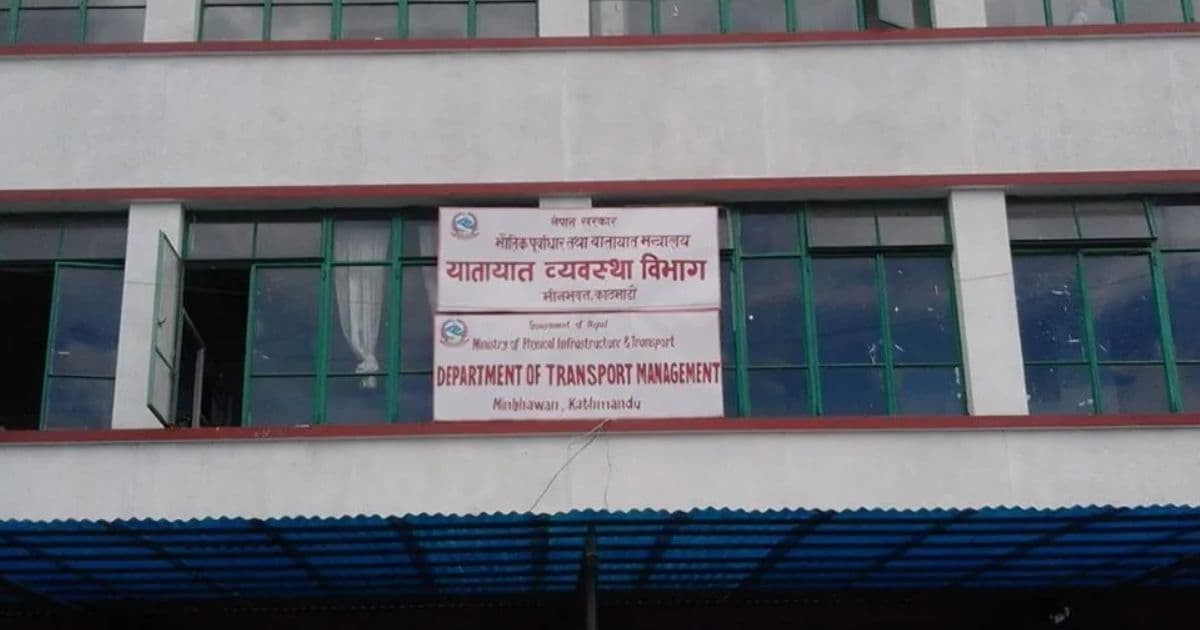 नेपाल सरकार
भौतिक पूर्वाधार तथा यातायात मन्त्रालय
यातायात व्यवस्था विभाग
मीनभवन, काठमाडौं
Government of Nepal
Ministry of Physical Infrastructure & Transport
DEPARTMENT OF TRANSPORT MANAGEMENT
Minbhawan, Kathmandu